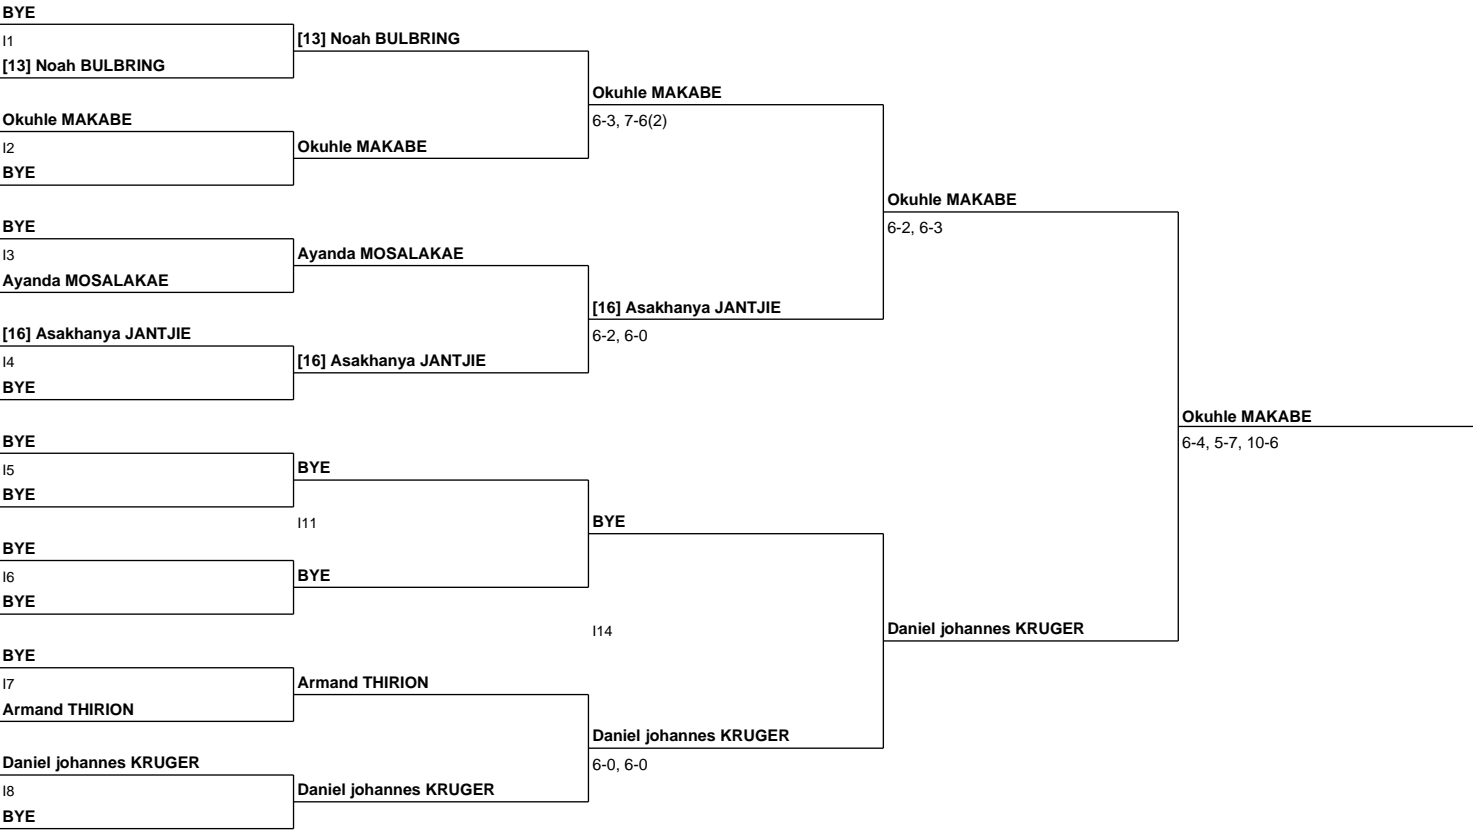 BYE
I1
[13] Noah BULBRING
Okuhle MAKABE
I2
BYE
BYE
I3
Ayanda MOSALAKAE
[16] Asakhanya JANTJIE
I4
BYE
BYE
I5
BYE
BYE
I6
BYE
BYE
I7
Armand THIRION
Daniel johannes KRUGER
I8
BYE
[13] Noah BULBRING
Okuhle MAKABE
Ayanda MOSALAKAE
[16] Asakhanya JANTJIE
BYE
I11
BYE
Armand THIRION
Daniel johannes KRUGER
Okuhle MAKABE
6-3, 7-6(2)
[16] Asakhanya JANTJIE
6-2, 6-0
BYE
I14
Daniel johannes KRUGER
6-0, 6-0
Okuhle MAKABE
6-2, 6-3
Daniel johannes KRUGER
Okuhle MAKABE
6-4, 5-7, 10-6